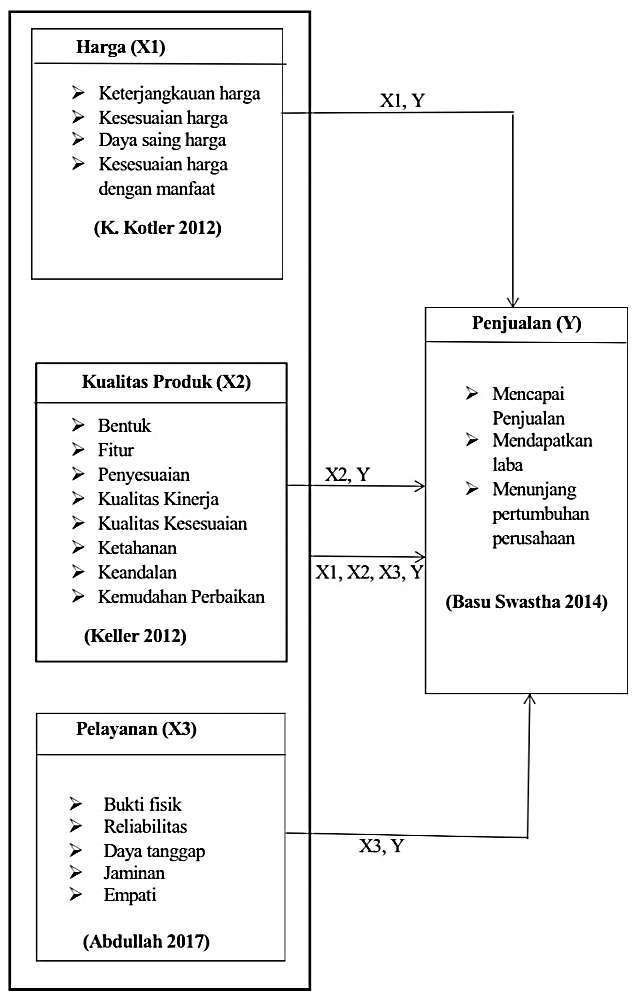 Harga (X1)
Keterjangkauan harga
Kesesuaian harga
Daya saing harga
Kesesuaian harga
dengan manfaat
(K. Kotler 2012)
X1, Y
Kualitas Produk (X2)
Bentuk
Fitur
Penyesuaian
Kualitas Kinerja
Kualitas Kesesuaian
Ketahanan
Keandalan
Kemudahan Perbaikan
(Keller 2012)
X2, Y
X1, X2, X3, Y
Penjualan (Y)
Mencapai
Penjualan
Mendapatkan
laba
Menunjang
pertumbuhan
perusahaan
(Basu Swastha 2014)
Pelayanan (X3)
Bukti fisik
Reliabilitas
Daya tanggap
Jaminan
Empati
(Abdullah 2017)
X3, Y